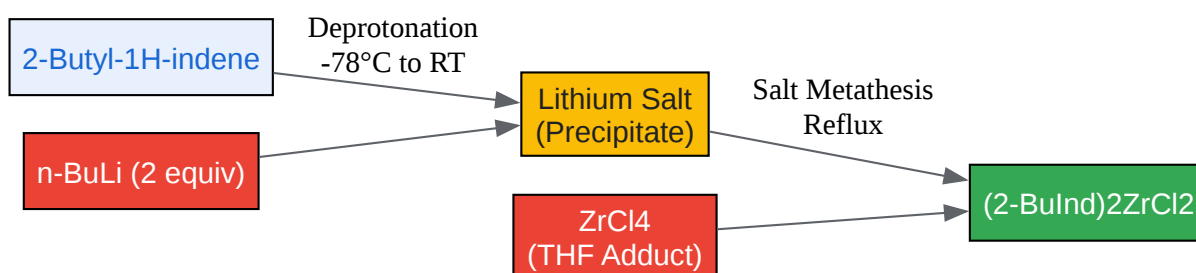 2-Butyl-1H-indene
Deprotonation
-78°C to RT
n-BuLi (2 equiv)
Lithium Salt
(Precipitate)
Salt Metathesis
Reflux
ZrCl4
(THF Adduct)
(2-BuInd)2ZrCl2